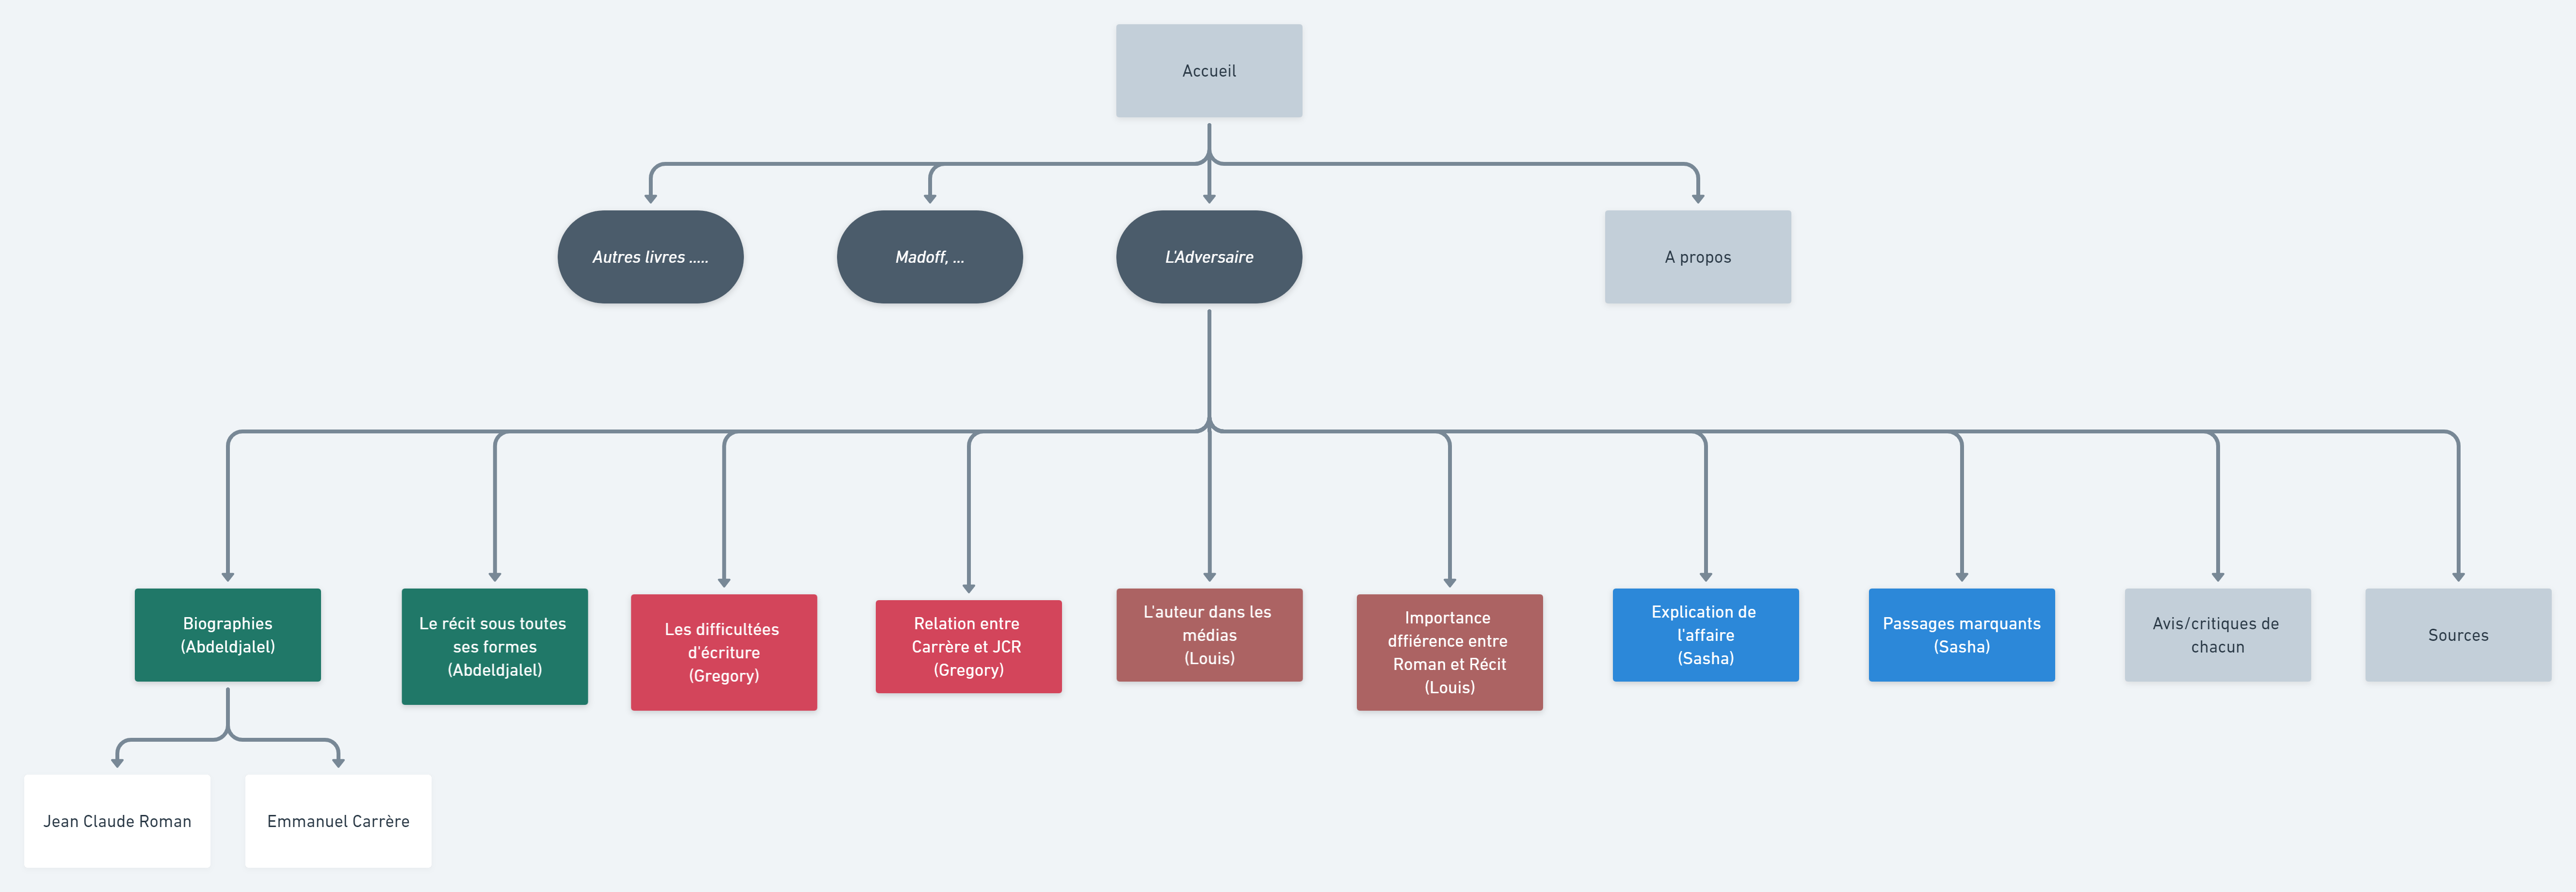 Accueil
Autres livres .....
Madoff, ...
L'Adversaire
A propos
Biographies
(Abdeldjalel)
Le récit sous toutes
ses formes
(Abdeldjalel)
Les difficultées
d'écriture
(Gregory)
Relation entre
Carrère et JCR
(Gregory)
L'auteur dans les
médias
(Louis)
Importance
dffiérence entre
Roman et Récit
(Louis)
Explication de
l'affaire
(Sasha)
Passages marquants
(Sasha)
Avis/critiques de
chacun
Sources
Jean Claude Roman
Emmanuel Carrère